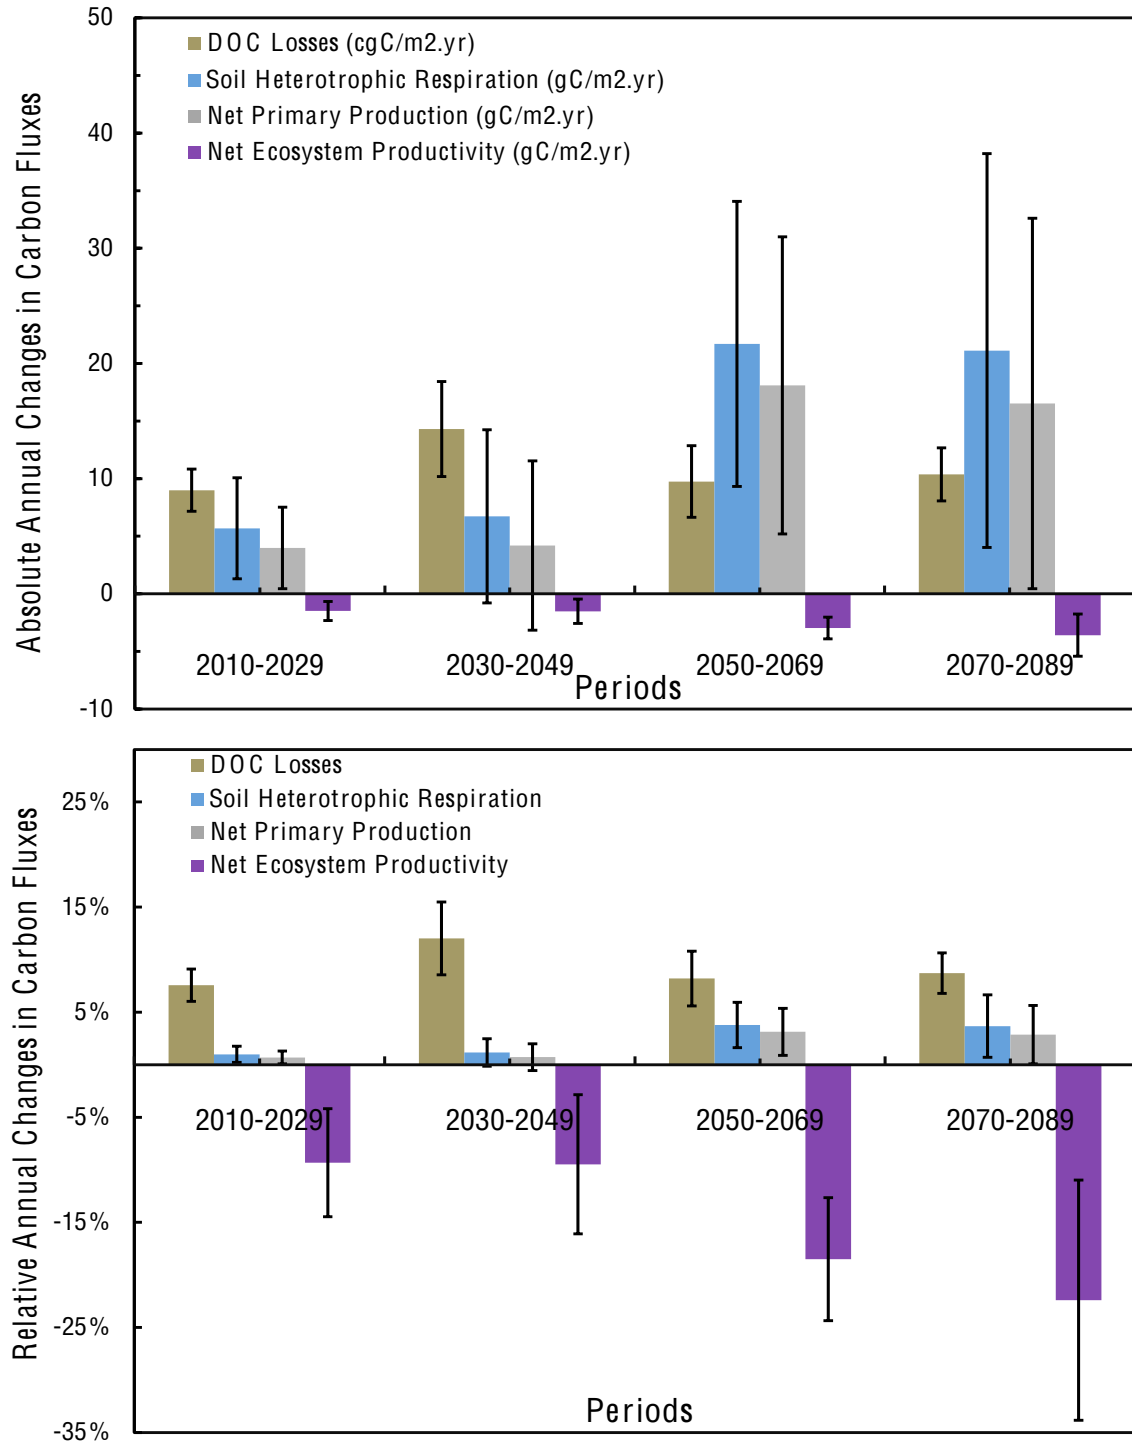 Absolute Annual Changes in Carbon Fluxes
50
40
30
20
10
0
-10
DOC Losses (cgC/m2.yr)
Soil Heterotrophic Respiration (gC/m2.yr)
Net Primary Production (gC/m2.yr)
Net Ecosystem Productivity (gC/m2.yr)
2010-2029
2030-2049
2050-2069
2070-2089
Periods
Relative Annual Changes in Carbon Fluxes
25%
15%
5%
-5%
-15%
-25%
-35%
DOC Losses
Soil Heterotrophic Respiration
Net Primary Production
Net Ecosystem Productivity
2010-2029
2030-2049
2050-2069
2070-2089
Periods